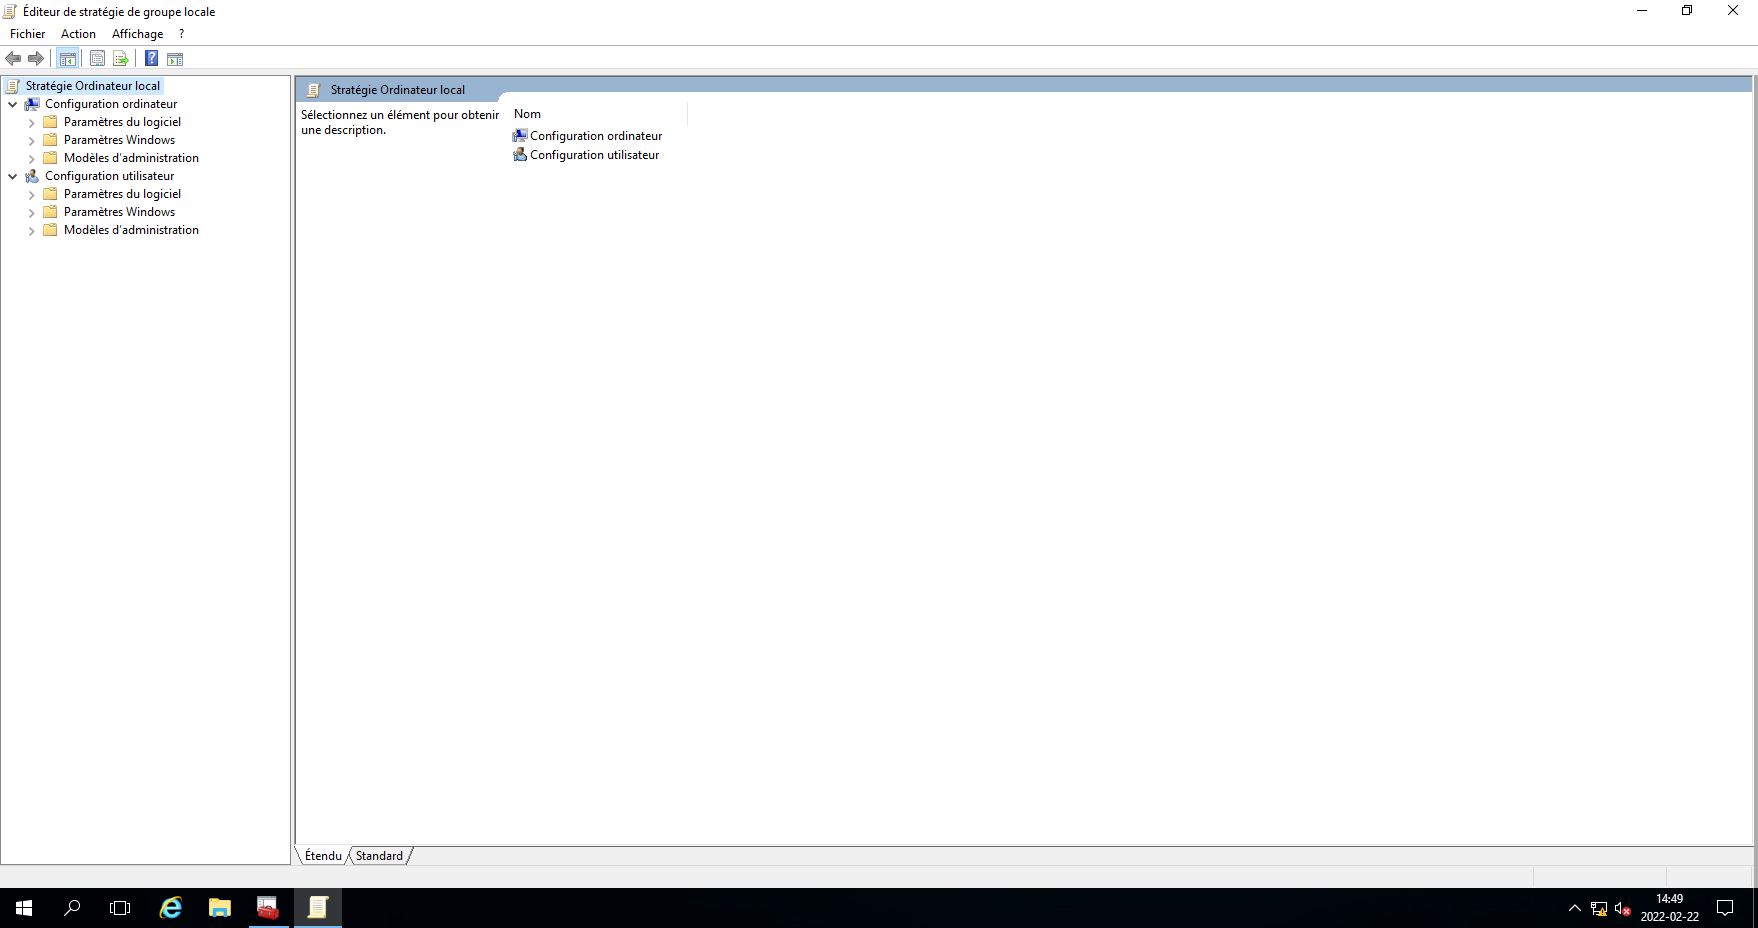 Éditeur de stratégie de groupe locale
Fichier Action Affichage ?
Stratégie Ordinateur local
Configuration ordinateur
Paramètres du logiciel
Paramètres Windows
Modèles d'administration
Configuration utilisateur
Paramètres du logiciel
Paramètres Windows
Modèles d'administration
Stratégie Ordinateur local
Sélectionnez un élément pour obtenir
une description.
Nom
Configuration ordinateur
Configuration utilisateur
Étendu Standard
14:49
2022-02-22